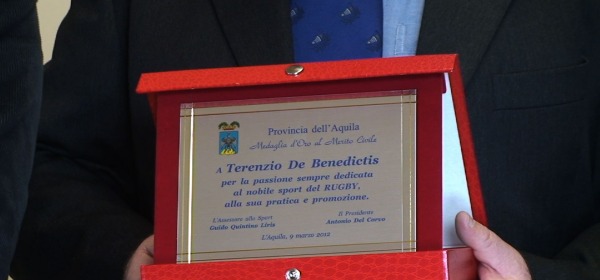 Provincia dell'Aquila
Medaglia d'Oro al Merito Civile
A Terenzio De Benedictis
per la passione sempre dedicata
al nobile sport del RUGBY,
alla sua pratica e promozione.
L'Assessore allo Sport
Guido Quintino Liris
Il Presidente
Antonio Del Corvo
L'Aquila, 9 marzo 2012